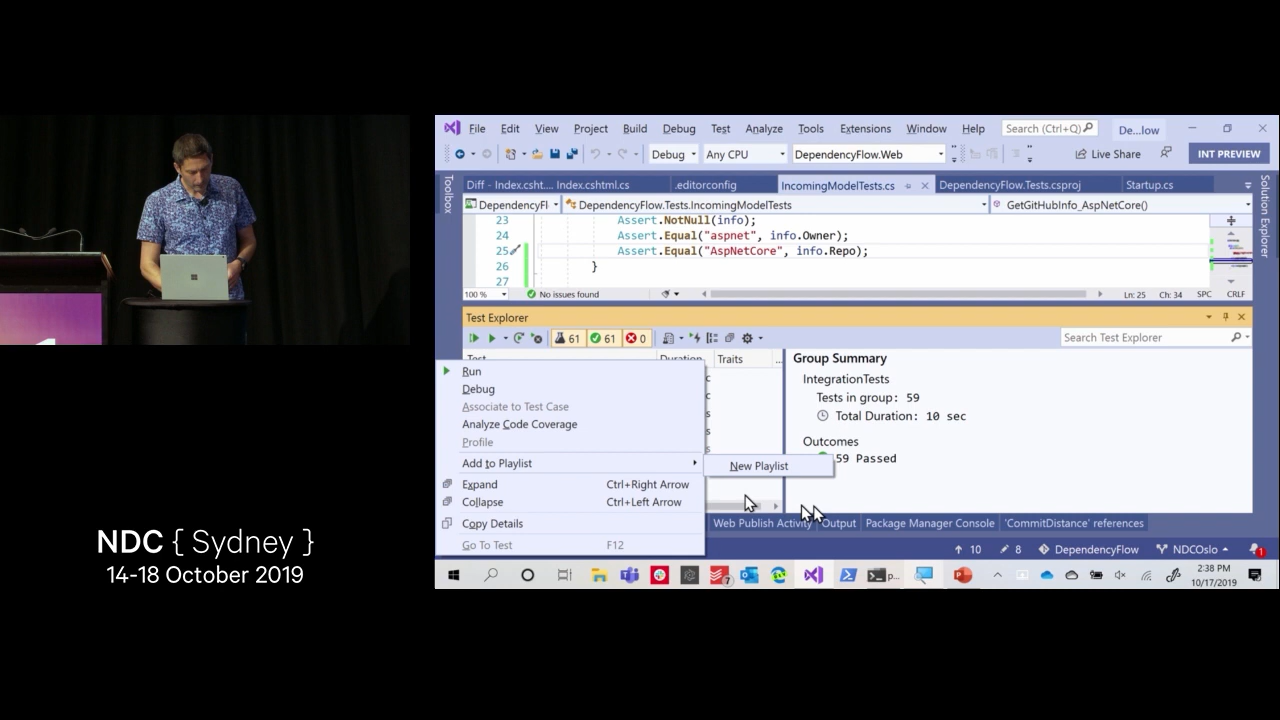 File Edit View Project Build Debug Test Analyze Tools Extensions Window Help Search (Ctrl+Q) De...low
Debug Any CPU DependencyFlow.Web Live Share INT PREVIEW
Toolbox
Diff - Index.csht... Index.cshtml.cs .editorconfig IncomingModelTests.cs DependencyFlow.Tests.csproj Startup.cs
Solution Explorer
DependencyFl DependencyFlow.Tests.IncomingModelTests GetGitHubInfo_AspNetCore()
23 Assert.NotNull(info);
24 Assert.Equal("aspnet", info.Owner);
25 Assert.Equal("AspNetCore", info.Repo);
26 }
27
100 % No issues found Ln: 25 Ch: 34 SPC CRLF
Test Explorer
61 61 0 Search Test Explorer
Test Duration Traits ...
Group Summary
IntegrationTests
Tests in group: 59
Total Duration: 10 sec
Outcomes
59 Passed
Run
Debug
Associate to Test Case
Analyze Code Coverage
Profile
Add to Playlist
New Playlist
Expand Ctrl+Right Arrow
Collapse Ctrl+Left Arrow
Copy Details
Go To Test F12
Web Publish Activity Output Package Manager Console 'CommitDistance' references
10 8 DependencyFlow NDCOslo 1
7 p... 2:38 PM
10/17/2019
NDC { Sydney }
14-18 October 2019